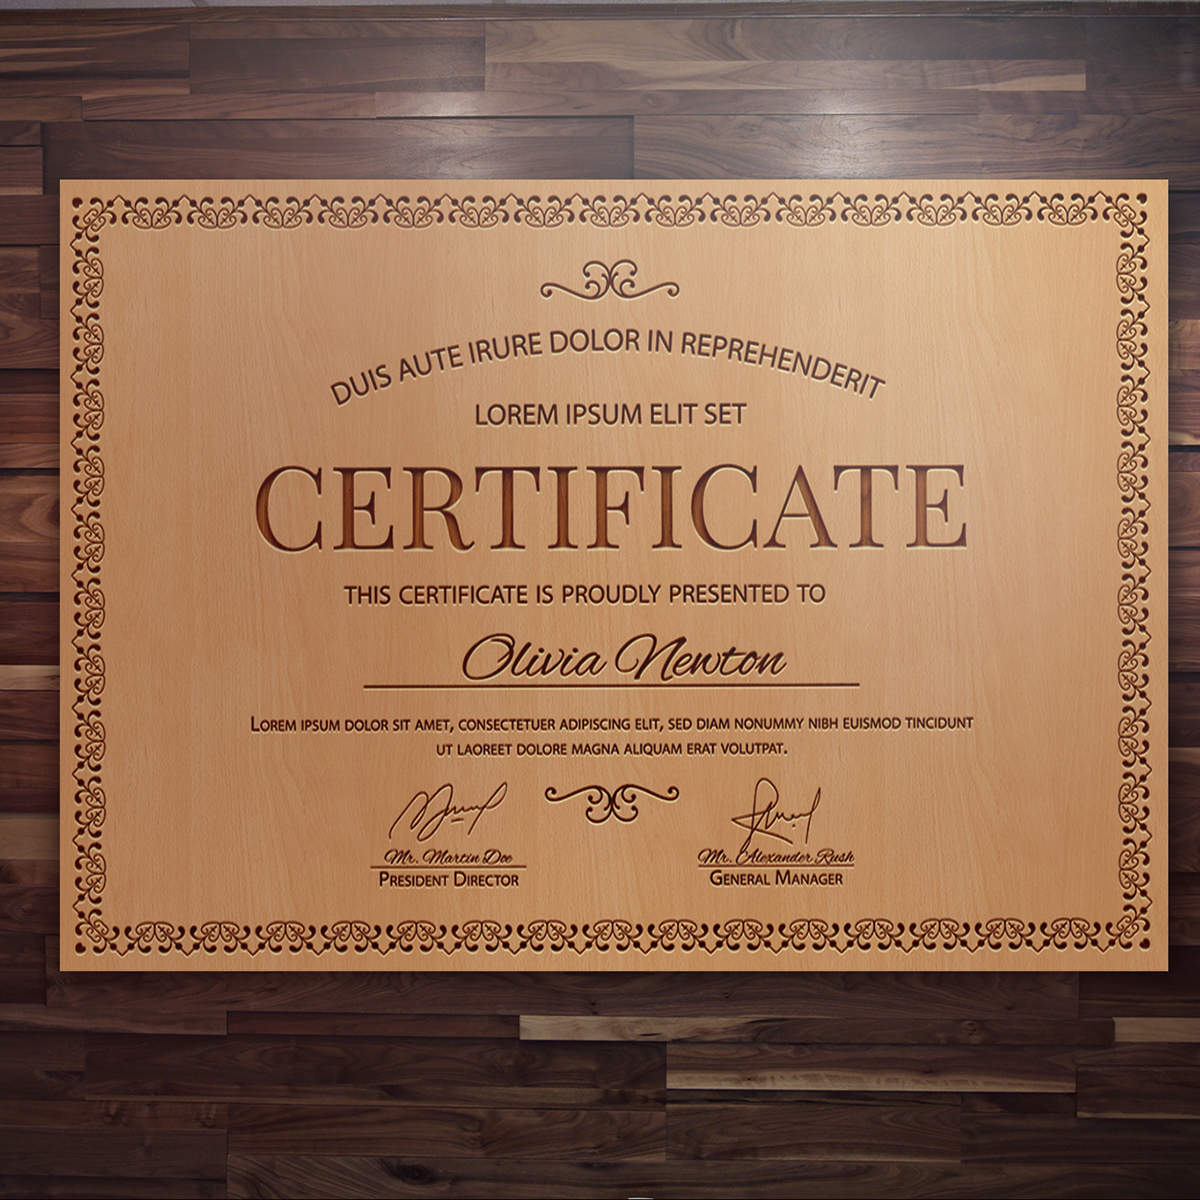 DUIS AUTE IRURE DOLOR IN REPREHENDERIT
LOREM IPSUM ELIT SET
CERTIFICATE
THIS CERTIFICATE IS PROUDLY PRESENTED TO
Olivia Newton
LOREM IPSUM DOLOR SIT AMET, CONSECTETUER ADIPISCING ELIT, SED DIAM NONUMMY NIBH EUISMOD TINCIDUNT
UT LAOREET DOLORE MAGNA ALIQUAM ERAT VOLUTPAT.
Mr. Martin Doe
PRESIDENT DIRECTOR
Mr. Alexander Rush
GENERAL MANAGER